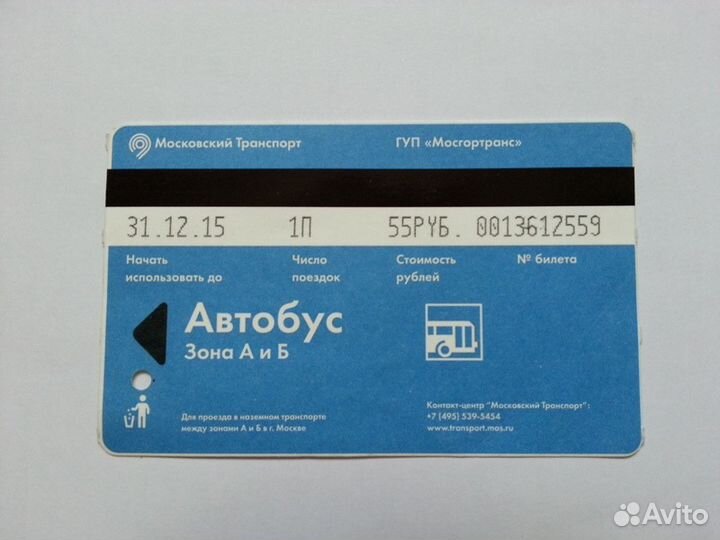 Московский Транспорт ГУП «Мосгортранс»
31.12.15 1П 55РУБ. 0013612559
Начать Число Стоимость № билета
использовать до поездок рублей
Автобус
Зона А и Б
Для проезда в наземном транспорте
между зонами А и Б в г. Москве
Контакт-центр "Московский Транспорт":
+7 (495) 539-5454
www.transport.mos.ru
Avito